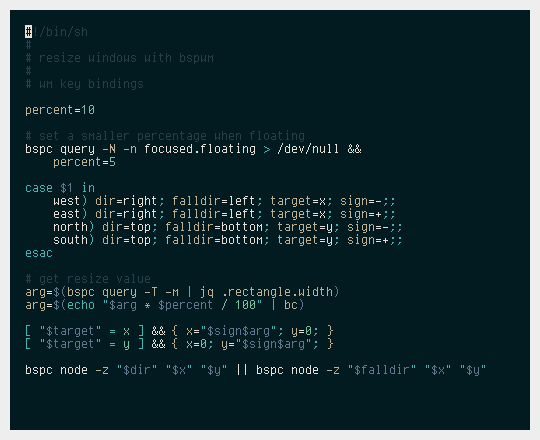 #!/bin/sh
#
# resize windows with bspwm
#
# wm key bindings
percent=10
# set a smaller percentage when floating
bspc query -N -n focused.floating > /dev/null &&
    percent=5
case $1 in
    west) dir=right; falldir=left; target=x; sign=-;;
    east) dir=right; falldir=left; target=x; sign=+;;
    north) dir=top; falldir=bottom; target=y; sign=-;;
    south) dir=top; falldir=bottom; target=y; sign=+;;
esac
# get resize value
arg=$(bspc query -T -m | jq .rectangle.width)
arg=$(echo "$arg * $percent / 100" | bc)
[ "$target" = x ] && { x="$sign$arg"; y=0; }
[ "$target" = y ] && { x=0; y="$sign$arg"; }
bspc node -z "$dir" "$x" "$y" || bspc node -z "$falldir" "$x" "$y"